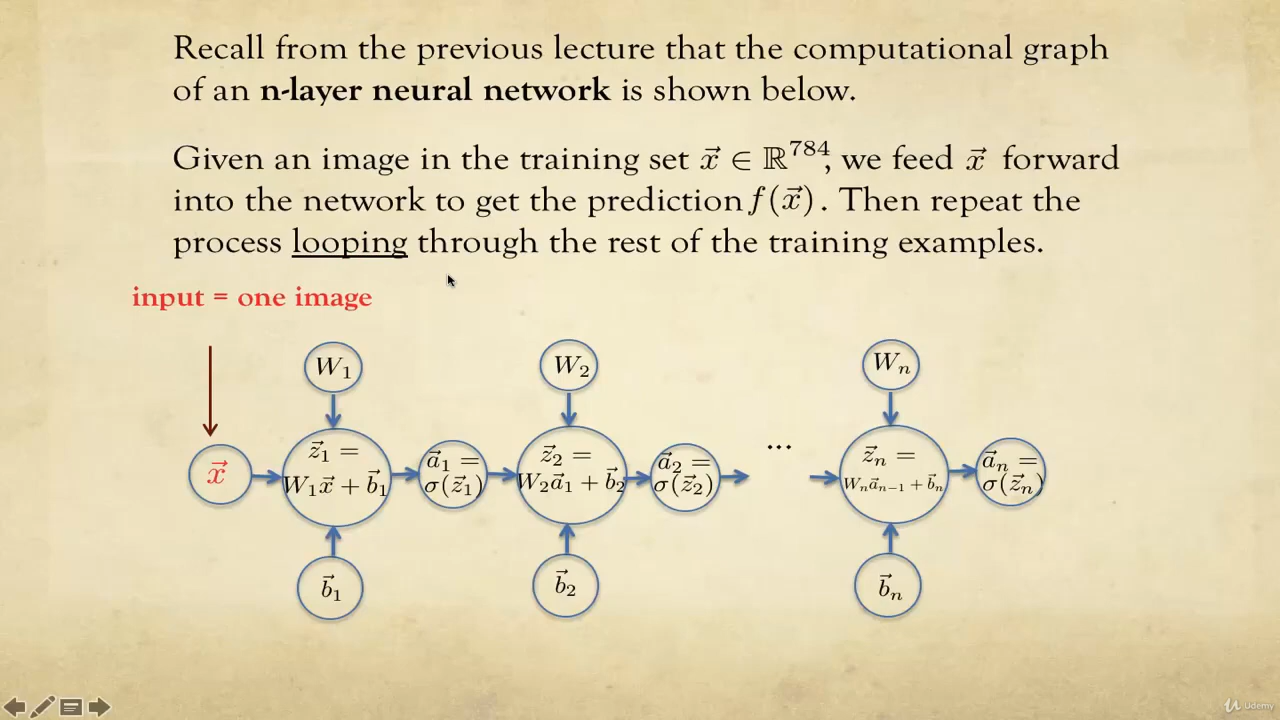 Recall from the previous lecture that the computational graph
of an n-layer neural network is shown below.
Given an image in the training set x⃗ ∈ ℝ^784, we feed x⃗ forward
into the network to get the prediction f(x⃗). Then repeat the
process looping through the rest of the training examples.
input = one image
W₁
W₂
Wₙ
x⃗
z⃗₁ =
W₁x⃗ + b⃗₁
a⃗₁ =
σ(z⃗₁)
z⃗₂ =
W₂a⃗₁ + b⃗₂
a⃗₂ =
σ(z⃗₂)
...
z⃗ₙ =
Wₙa⃗ₙ₋₁ + b⃗ₙ
a⃗ₙ =
σ(z⃗ₙ)
b⃗₁
b⃗₂
b⃗ₙ
Udemy